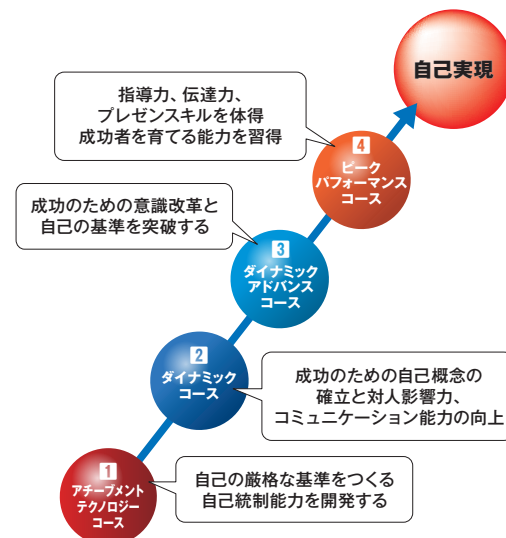 自己実現
指導力、伝達力、
プレゼンスキルを体得
成功者を育てる能力を習得
4
ピーク
パフォーマンス
コース
成功のための意識改革と
自己の基準を突破する
3
ダイナミック
アドバンス
コース
2
ダイナミック
コース
成功のための自己概念の
確立と対人影響力、
コミュニケーション能力の向上
1
アチーブメント
テクノロジー
コース
自己の厳格な基準をつくる
自己統制能力を開発する